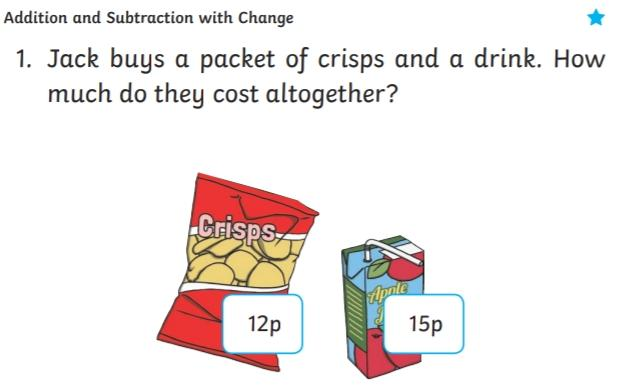 Addition and Subtraction with Change
1. Jack buys a packet of crisps and a drink. How
much do they cost altogether?
Crisps
Apple
12p
15p